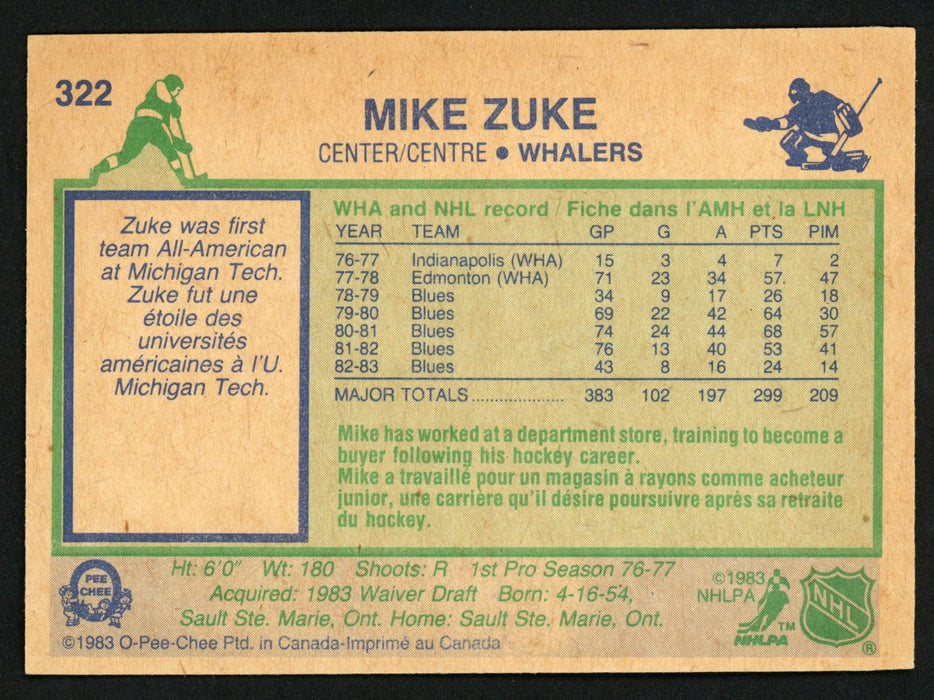 322
MIKE ZUKE
CENTER/CENTRE • WHALERS
Zuke was first
team All-American
at Michigan Tech.
Zuke fut une
étoile des
universités
américaines à l'U.
Michigan Tech.
WHA and NHL record / Fiche dans l'AMH et la LNH
YEAR TEAM GP G A PTS PIM
76-77 Indianapolis (WHA) 15 3 4 7 2
77-78 Edmonton (WHA) 71 23 34 57. 47
78-79 Blues 34 9 17 26 18
79-80 Blues 69 22 42 64 30
80-81 Blues 74 24 44 68 57
81-82 Blues 76 13 40 53 41
82-83 Blues 43 8 16 24 14
MAJOR TOTALS..................... 383 102 197 299 209
Mike has worked at a department store, training to become a
buyer following his hockey career.
Mike a travaillé pour un magasin à rayons comme acheteur
junior, une carrière qu'il désire poursuivre après sa retraite
du hockey.
Ht: 6'0" Wt: 180 Shoots: R 1st Pro Season 76-77
Acquired: 1983 Waiver Draft Born: 4-16-54,
Sault Ste. Marie, Ont. Home: Sault Ste. Marie, Ont.
O
PEE
CHEE
©1983 O-Pee-Chee Ptd. in Canada-Imprimé au Canada
©1983
NHLPA
TM
NHLPA
NHL
®